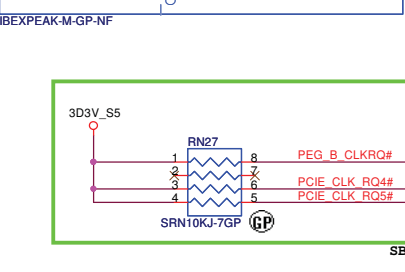 IBEXPEAK-M-GP-NF
3D3V_S5
RN27
1 8 PEG_B_CLKRQ#
2 7
3 6 PCIE_CLK_RQ4#
4 5 PCIE_CLK_RQ5#
SRN10KJ-7GP GP
SB